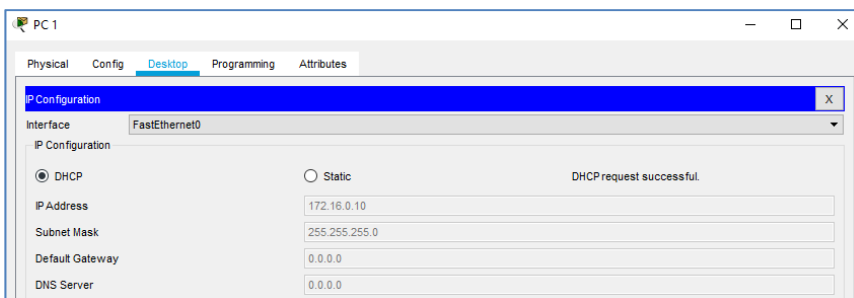 PC 1
Physical Config Desktop Programming Attributes
IP Configuration X
Interface FastEthernet0
IP Configuration
DHCP Static DHCP request successful.
IP Address 172.16.0.10
Subnet Mask 255.255.255.0
Default Gateway 0.0.0.0
DNS Server 0.0.0.0